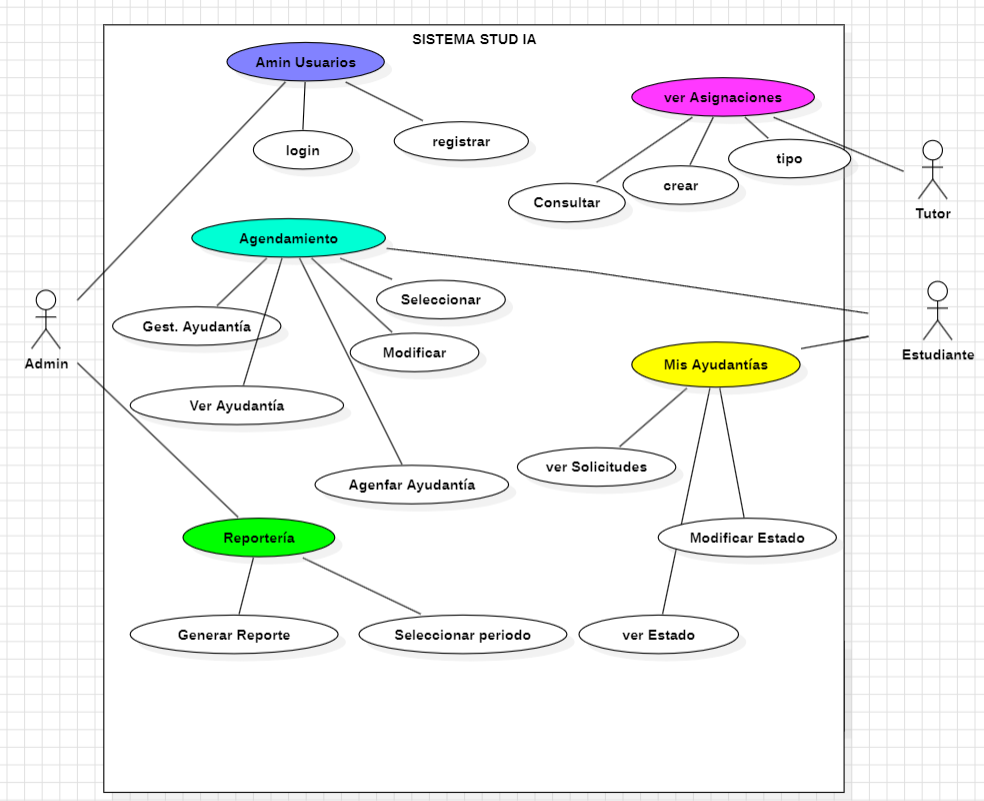 SISTEMA STUD IA
Amin Usuarios
ver Asignaciones
login
registrar
tipo
crear
Consultar
Tutor
Agendamiento
Seleccionar
Gest. Ayudantía
Modificar
Admin
Estudiante
Mis Ayudantías
Ver Ayudantía
ver Solicitudes
Agenfar Ayudantía
Reportería
Modificar Estado
Generar Reporte
Seleccionar periodo
ver Estado